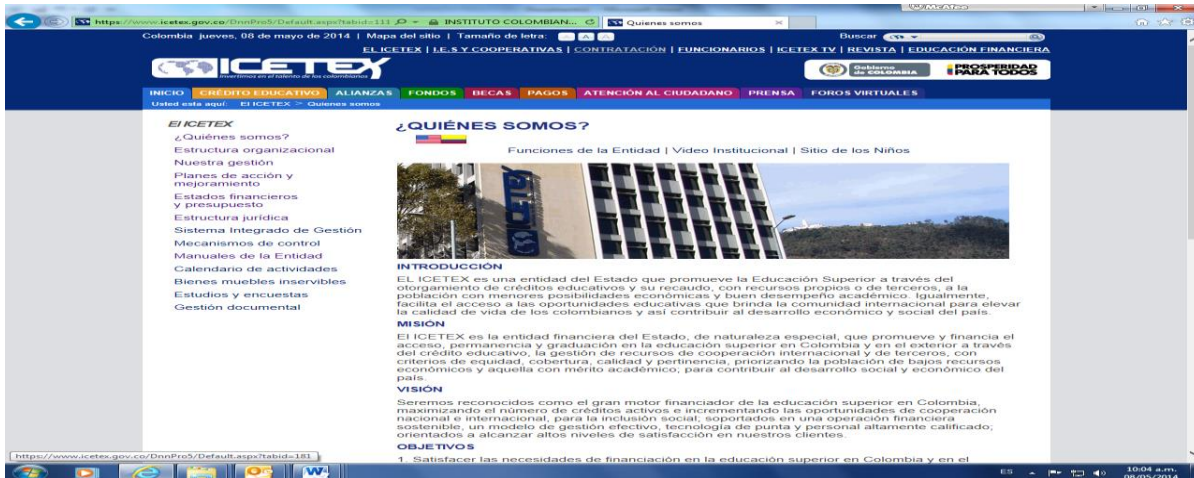 McAfee
https://www.icetex.gov.co/DnnPro5/Default.aspx?tabid=111
INSTITUTO COLOMBIAN...
Quienes somos
Colombia jueves, 08 de mayo de 2014 | Mapa del sitio | Tamaño de letra: A A A
Buscar
EL ICETEX | I.E.S Y COOPERATIVAS | CONTRATACIÓN | FUNCIONARIOS | ICETEX TV | REVISTA | EDUCACIÓN FINANCIERA
ICETEX
Invertimos en el talento de los colombianos
Gobierno de COLOMBIA
PROSPERIDAD PARA TODOS
INICIO CRÉDITO EDUCATIVO ALIANZAS FONDOS BECAS PAGOS ATENCIÓN AL CIUDADANO PRENSA FOROS VIRTUALES
Usted esta aquí: El ICETEX > Quienes somos
El ICETEX
¿Quiénes somos?
Estructura organizacional
Nuestra gestión
Planes de acción y
mejoramiento
Estados financieros
y presupuesto
Estructura jurídica
Sistema Integrado de Gestión
Mecanismos de control
Manuales de la Entidad
Calendario de actividades
Bienes muebles inservibles
Estudios y encuestas
Gestión documental
¿QUIÉNES SOMOS?
Funciones de la Entidad | Video Institucional | Sitio de los Niños
INTRODUCCIÓN
EL ICETEX es una entidad del Estado que promueve la Educación Superior a través del
otorgamiento de créditos educativos y su recaudo, con recursos propios o de terceros, a la
población con menores posibilidades económicas y buen desempeño académico. Igualmente,
facilita el acceso a las oportunidades educativas que brinda la comunidad internacional para elevar
la calidad de vida de los colombianos y así contribuir al desarrollo económico y social del país.
MISIÓN
El ICETEX es la entidad financiera del Estado, de naturaleza especial, que promueve y financia el
acceso, permanencia y graduación en la educación superior en Colombia y en el exterior a través
del crédito educativo, la gestión de recursos de cooperación internacional y de terceros, con
criterios de equidad, cobertura, calidad y pertinencia, priorizando la población de bajos recursos
económicos y aquella con mérito académico; para contribuir al desarrollo social y económico del
país.
VISIÓN
Seremos reconocidos como el gran motor financiador de la educación superior en Colombia,
maximizando el número de créditos activos e incrementando las oportunidades de cooperación
nacional e internacional, para la inclusión social; soportados en una operación financiera
sostenible, un modelo de gestión efectivo, tecnología de punta y personal altamente calificado;
orientados a alcanzar altos niveles de satisfacción en nuestros clientes.
OBJETIVOS
1. Satisfacer las necesidades de financiación en la educación superior en Colombia y en el
https://www.icetex.gov.co/DnnPro5/Default.aspx?tabid=181
ES
10:04 a.m.
08/05/2014